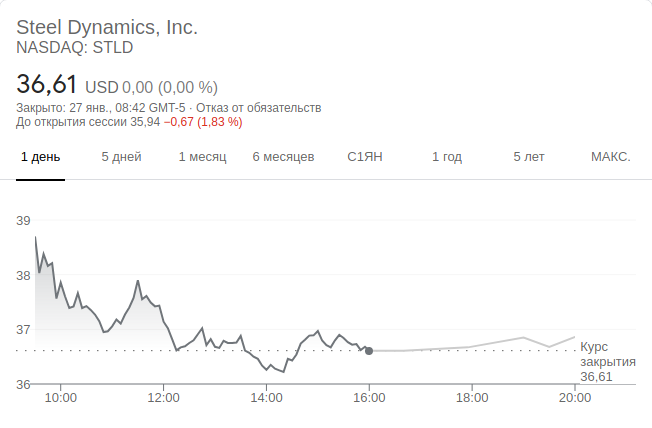 Steel Dynamics, Inc.
NASDAQ: STLD
36,61 USD 0,00 (0,00 %)
Закрыто: 27 янв., 08:42 GMT-5 · Отказ от обязательств
До открытия сессии 35,94 −0,67 (1,83 %)
1 день 5 дней 1 месяц 6 месяцев С1ЯН 1 год 5 лет МАКС.
39
38
37
Курс
закрытия
36,61
36
10:00 12:00 14:00 16:00 18:00 20:00